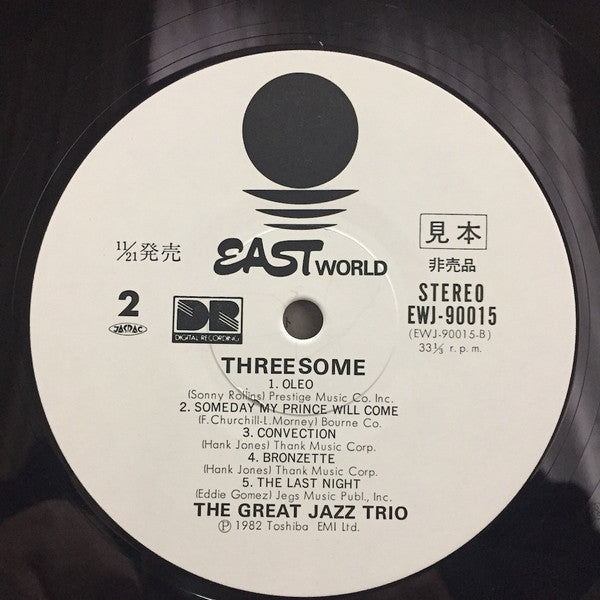 EAST WORLD
11/21発売
見本
非売品
2
JASRAC
DR
DIGITAL RECORDING
STEREO
EWJ-90015
(EWJ-90015-B)
33⅓ r.p.m.
THREESOME
1. OLEO
(Sonny Rollins) Prestige Music Co. Inc.
2. SOMEDAY MY PRINCE WILL COME
(F.Churchill-L.Morney) Bourne Co.
3. CONVECTION
(Hank Jones) Thank Music Corp.
4. BRONZETTE
(Hank Jones) Thank Music Corp.
5. THE LAST NIGHT
(Eddie Gomez) Jegs Music Publ., Inc.
THE GREAT JAZZ TRIO
Ⓟ 1982 Toshiba EMI Ltd.